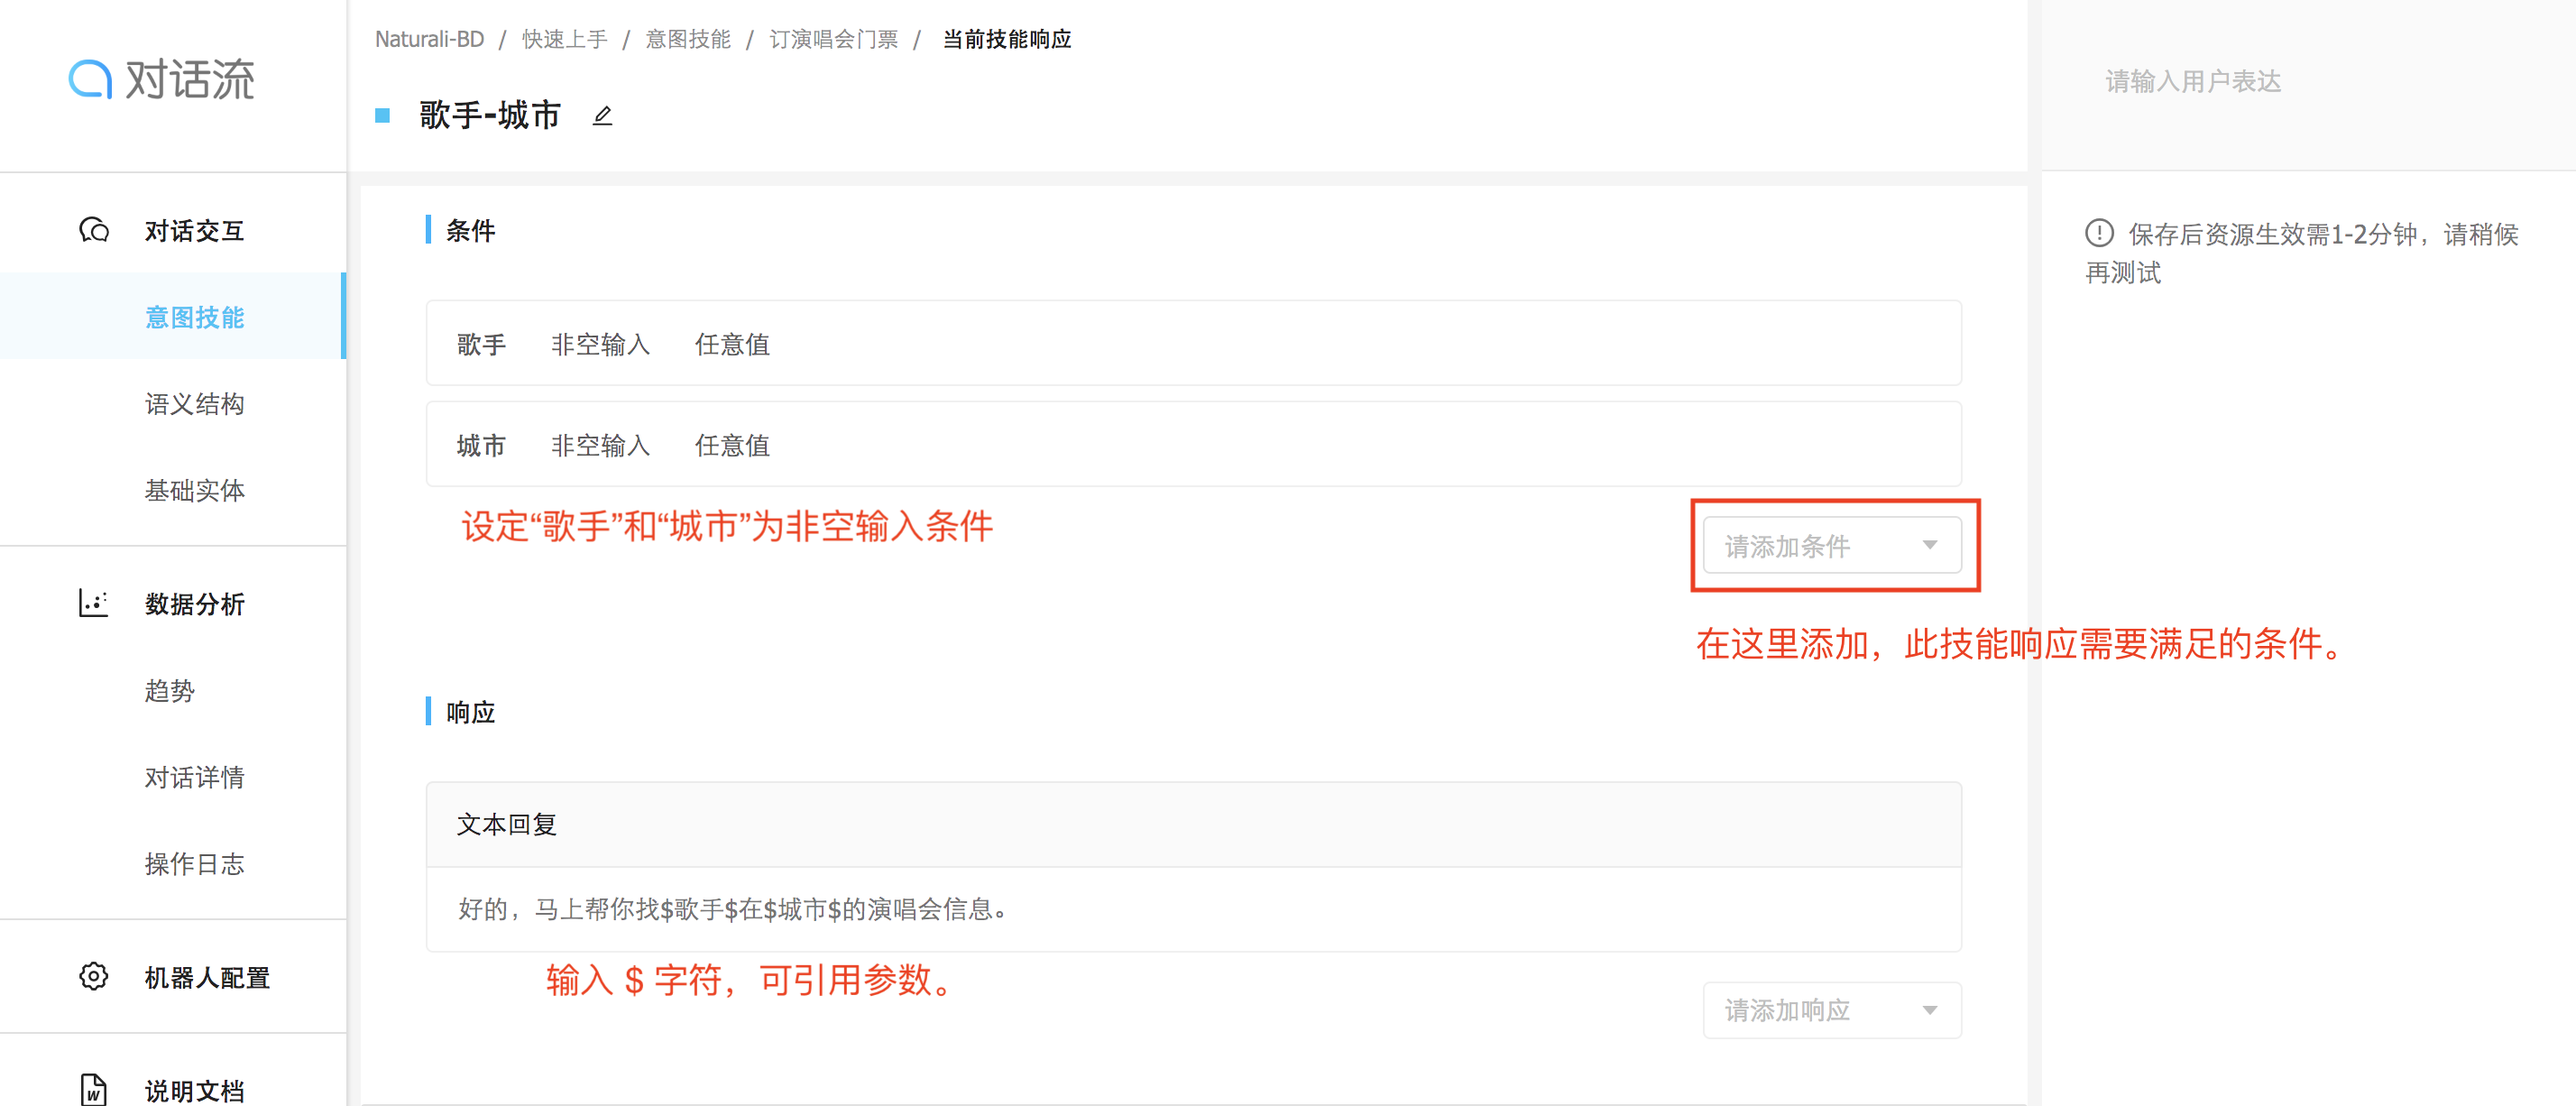 对话流
对话交互
意图技能
语义结构
基础实体
数据分析
趋势
对话详情
操作日志
机器人配置
说明文档
Naturali-BD / 快速上手 / 意图技能 / 订演唱会门票 / 当前技能响应
歌手-城市
条件
歌手 非空输入 任意值
城市 非空输入 任意值
设定“歌手”和“城市”为非空输入条件
请添加条件
在这里添加，此技能响应需要满足的条件。
响应
文本回复
好的，马上帮你找$歌手$在$城市$的演唱会信息。
输入 $ 字符，可引用参数。
请添加响应
请输入用户表达
保存后资源生效需1-2分钟，请稍候
再测试